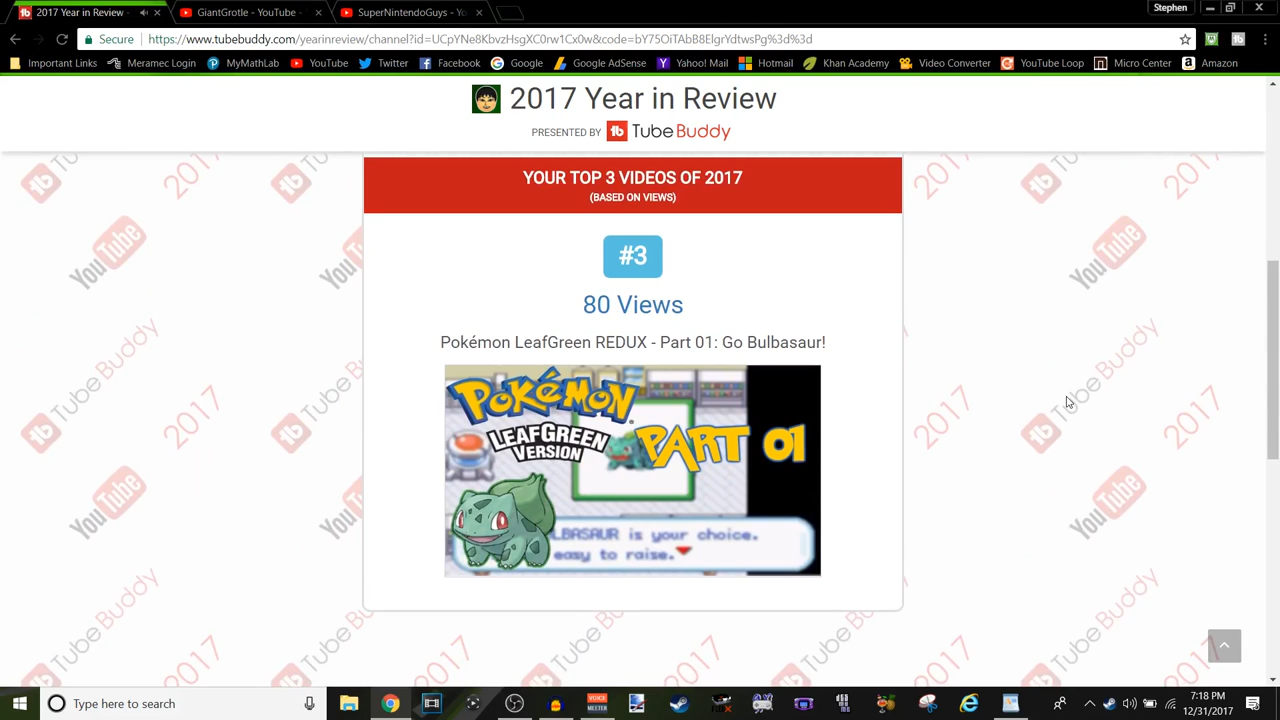 2017 Year in Review -
GiantGrotle - YouTube -
SuperNintendoGuys - Yo
Stephen
Secure
https://www.tubebuddy.com/yearinreview/channel?id=UCpYNe8KbvzHsgXC0rw1Cx0w&code=bY75OiTAbB8ElgrYdtwsPg%3d%3d
Important Links
Meramec Login
MyMathLab
YouTube
Twitter
Facebook
Google
Google AdSense
Yahoo! Mail
Hotmail
Khan Academy
Video Converter
YouTube Loop
Micro Center
Amazon
2017 Year in Review
PRESENTED BY tb TubeBuddy
YOUR TOP 3 VIDEOS OF 2017
(BASED ON VIEWS)
#3
80 Views
Pokémon LeafGreen REDUX - Part 01: Go Bulbasaur!
POKéMON
LEAFGREEN
VERSION
PART 01
LBASAUR is your choice.
easy to raise.
Type here to search
7:18 PM
12/31/2017